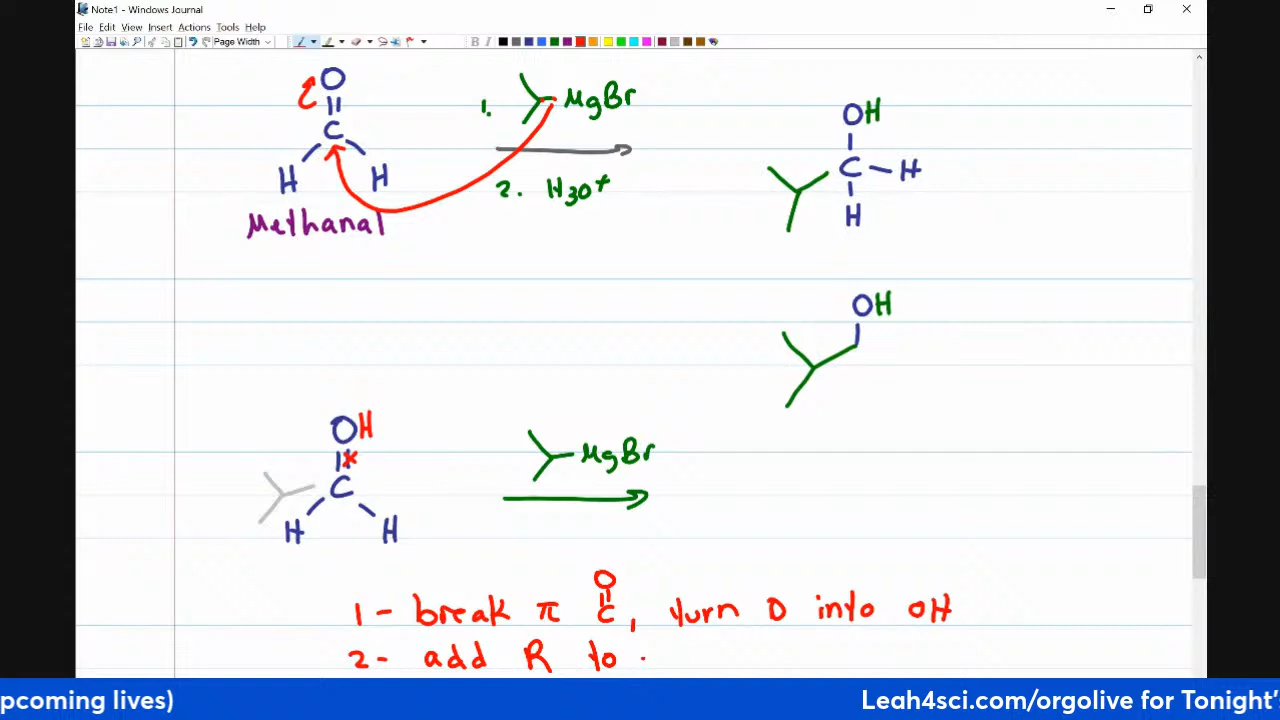 Note1 - Windows Journal
File Edit View Insert Actions Tools Help
Page Width
B I
O
C
H H
Methanal
1. MgBr
2. H3O+
OH
C H
H
OH
OH
C
H H
MgBr
O
1 - break π C, turn O into OH
2 - add R to
pcoming lives) Leah4sci.com/orgolive for Tonight'